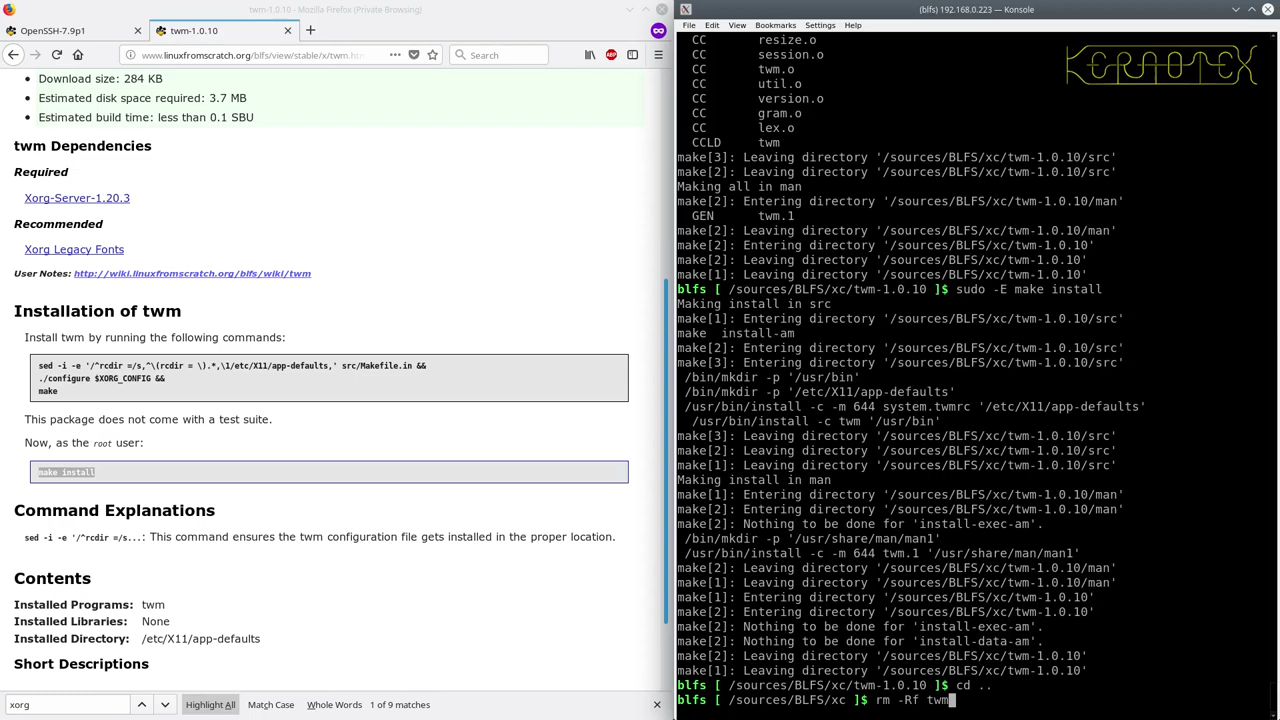 twm-1.0.10 - Mozilla Firefox (Private Browsing)
OpenSSH-7.9p1
twm-1.0.10
www.linuxfromscratch.org/blfs/view/stable/x/twm.htm
Search
Download size: 284 KB
Estimated disk space required: 3.7 MB
Estimated build time: less than 0.1 SBU
twm Dependencies
Required
Xorg-Server-1.20.3
Recommended
Xorg Legacy Fonts
User Notes: http://wiki.linuxfromscratch.org/blfs/wiki/twm
Installation of twm
Install twm by running the following commands:
sed -i -e '/^rcdir =/s,^\(rcdir = \).*,\1/etc/X11/app-defaults,' src/Makefile.in &&
./configure $XORG_CONFIG &&
make
This package does not come with a test suite.
Now, as the root user:
make install
Command Explanations
sed -i -e '/^rcdir =/s...: This command ensures the twm configuration file gets installed in the proper location.
Contents
Installed Programs: twm
Installed Libraries: None
Installed Directory: /etc/X11/app-defaults
Short Descriptions
xorg
Highlight All
Match Case
Whole Words
1 of 9 matches
(blfs) 192.168.0.223 — Konsole
File Edit View Bookmarks Settings Help
KERAOTEX
CC resize.o
CC session.o
CC twm.o
CC util.o
CC version.o
CC gram.o
CC lex.o
CCLD twm
make[3]: Leaving directory '/sources/BLFS/xc/twm-1.0.10/src'
make[2]: Leaving directory '/sources/BLFS/xc/twm-1.0.10/src'
Making all in man
make[2]: Entering directory '/sources/BLFS/xc/twm-1.0.10/man'
GEN twm.1
make[2]: Leaving directory '/sources/BLFS/xc/twm-1.0.10/man'
make[2]: Entering directory '/sources/BLFS/xc/twm-1.0.10'
make[2]: Leaving directory '/sources/BLFS/xc/twm-1.0.10'
make[1]: Leaving directory '/sources/BLFS/xc/twm-1.0.10'
blfs [ /sources/BLFS/xc/twm-1.0.10 ]$ sudo -E make install
Making install in src
make[1]: Entering directory '/sources/BLFS/xc/twm-1.0.10/src'
make  install-am
make[2]: Entering directory '/sources/BLFS/xc/twm-1.0.10/src'
make[3]: Entering directory '/sources/BLFS/xc/twm-1.0.10/src'
/bin/mkdir -p '/usr/bin'
/bin/mkdir -p '/etc/X11/app-defaults'
/usr/bin/install -c -m 644 system.twmrc '/etc/X11/app-defaults'
/usr/bin/install -c twm '/usr/bin'
make[3]: Leaving directory '/sources/BLFS/xc/twm-1.0.10/src'
make[2]: Leaving directory '/sources/BLFS/xc/twm-1.0.10/src'
make[1]: Leaving directory '/sources/BLFS/xc/twm-1.0.10/src'
Making install in man
make[1]: Entering directory '/sources/BLFS/xc/twm-1.0.10/man'
make[2]: Entering directory '/sources/BLFS/xc/twm-1.0.10/man'
make[2]: Nothing to be done for 'install-exec-am'.
/bin/mkdir -p '/usr/share/man/man1'
/usr/bin/install -c -m 644 twm.1 '/usr/share/man/man1'
make[2]: Leaving directory '/sources/BLFS/xc/twm-1.0.10/man'
make[1]: Leaving directory '/sources/BLFS/xc/twm-1.0.10/man'
make[1]: Entering directory '/sources/BLFS/xc/twm-1.0.10'
make[2]: Entering directory '/sources/BLFS/xc/twm-1.0.10'
make[2]: Nothing to be done for 'install-exec-am'.
make[2]: Nothing to be done for 'install-data-am'.
make[2]: Leaving directory '/sources/BLFS/xc/twm-1.0.10'
make[1]: Leaving directory '/sources/BLFS/xc/twm-1.0.10'
blfs [ /sources/BLFS/xc/twm-1.0.10 ]$ cd ..
blfs [ /sources/BLFS/xc ]$ rm -Rf twm